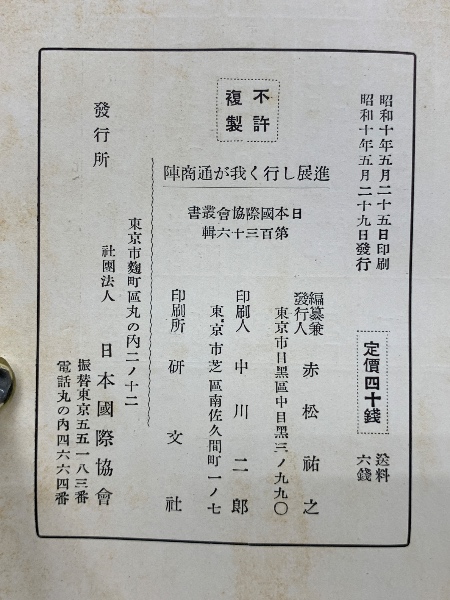 昭和十年五月二十五日印刷
昭和十年五月二十九日發行
定價四十錢
送料
六錢
不許
複製
進展し行く我が通商陣
日本國際協會叢書
第百三十六輯
編纂兼
發行人
赤松祐之
東京市目黑區中目黑三ノ九九〇
印刷人 中川二郎
東京市芝區南佐久間町一ノ七
印刷所 研文社
東京市麴町區丸の內二ノ十二
發行所
社團法人 日本國際協會
振替東京五五一八三番
電話丸の內四六六四番